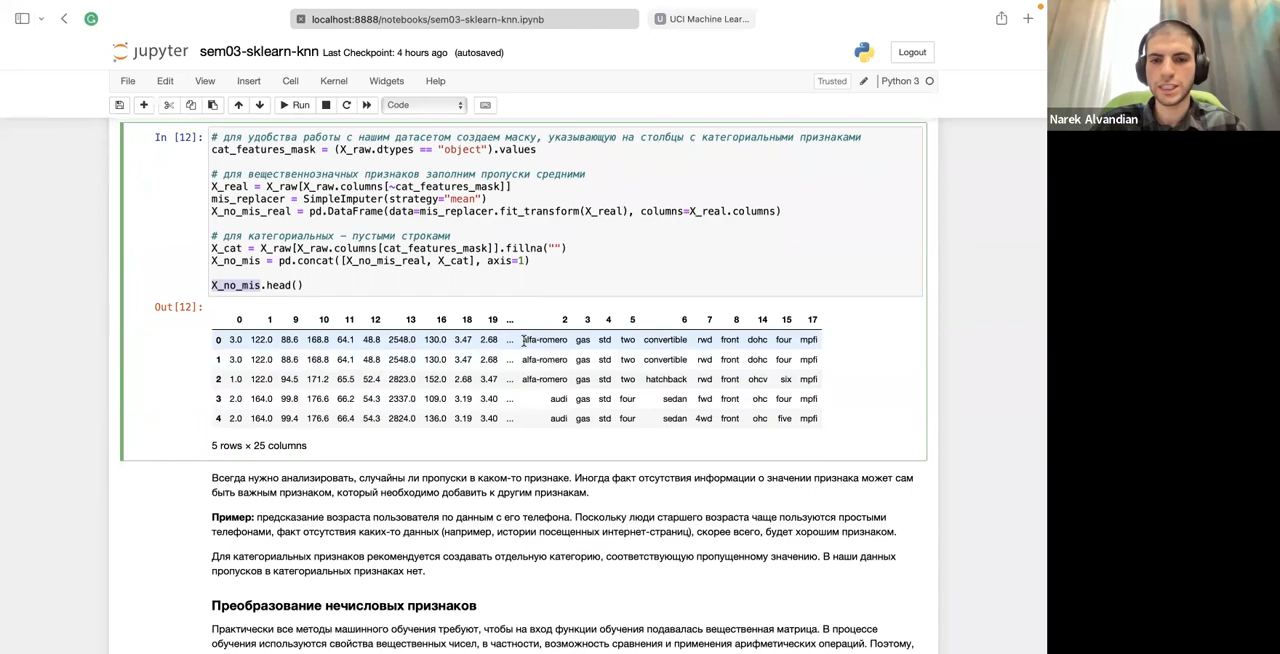 localhost:8888/notebooks/sem03-sklearn-knn.ipynb
U UCI Machine Lear...
jupyter sem03-sklearn-knn Last Checkpoint: 4 hours ago (autosaved)
Logout
File Edit View Insert Cell Kernel Widgets Help
Trusted Python 3
Run Code
Narek Alvandian
In [12]:
# для удобства работы с нашим датасетом создаем маску, указывающую на столбцы с категориальными признаками
cat_features_mask = (X_raw.dtypes == "object").values
# для вещественнозначных признаков заполним пропуски средними
X_real = X_raw[X_raw.columns[~cat_features_mask]]
mis_replacer = SimpleImputer(strategy="mean")
X_no_mis_real = pd.DataFrame(data=mis_replacer.fit_transform(X_real), columns=X_real.columns)
# для категориальных - пустыми строками
X_cat = X_raw[X_raw.columns[cat_features_mask]].fillna("")
X_no_mis = pd.concat([X_no_mis_real, X_cat], axis=1)
X_no_mis.head()
Out[12]:
0 1 9 10 11 12 13 16 18 19 ... 2 3 4 5 6 7 8 14 15 17
0 3.0 122.0 88.6 168.8 64.1 48.8 2548.0 130.0 3.47 2.68 ... alfa-romero gas std two convertible rwd front dohc four mpfi
1 3.0 122.0 88.6 168.8 64.1 48.8 2548.0 130.0 3.47 2.68 ... alfa-romero gas std two convertible rwd front dohc four mpfi
2 1.0 122.0 94.5 171.2 65.5 52.4 2823.0 152.0 2.68 3.47 ... alfa-romero gas std two hatchback rwd front ohcv six mpfi
3 2.0 164.0 99.8 176.6 66.2 54.3 2337.0 109.0 3.19 3.40 ... audi gas std four sedan fwd front ohc four mpfi
4 2.0 164.0 99.4 176.6 66.4 54.3 2824.0 136.0 3.19 3.40 ... audi gas std four sedan 4wd front ohc five mpfi
5 rows × 25 columns
Всегда нужно анализировать, случайны ли пропуски в каком-то признаке. Иногда факт отсутствия информации о значении признака может сам
быть важным признаком, который необходимо добавить к другим признакам.
Пример: предсказание возраста пользователя по данным с его телефона. Поскольку люди старшего возраста чаще пользуются простыми
телефонами, факт отсутствия каких-то данных (например, истории посещенных интернет-страниц), скорее всего, будет хорошим признаком.
Для категориальных признаков рекомендуется создавать отдельную категорию, соответствующую пропущенному значению. В наши данных
пропусков в категориальных признаках нет.
Преобразование нечисловых признаков
Практически все методы машинного обучения требуют, чтобы на вход функции обучения подавалась вещественная матрица. В процессе
обучения используются свойства вещественных чисел, в частности, возможность сравнения и применения арифметических операций. Поэтому,